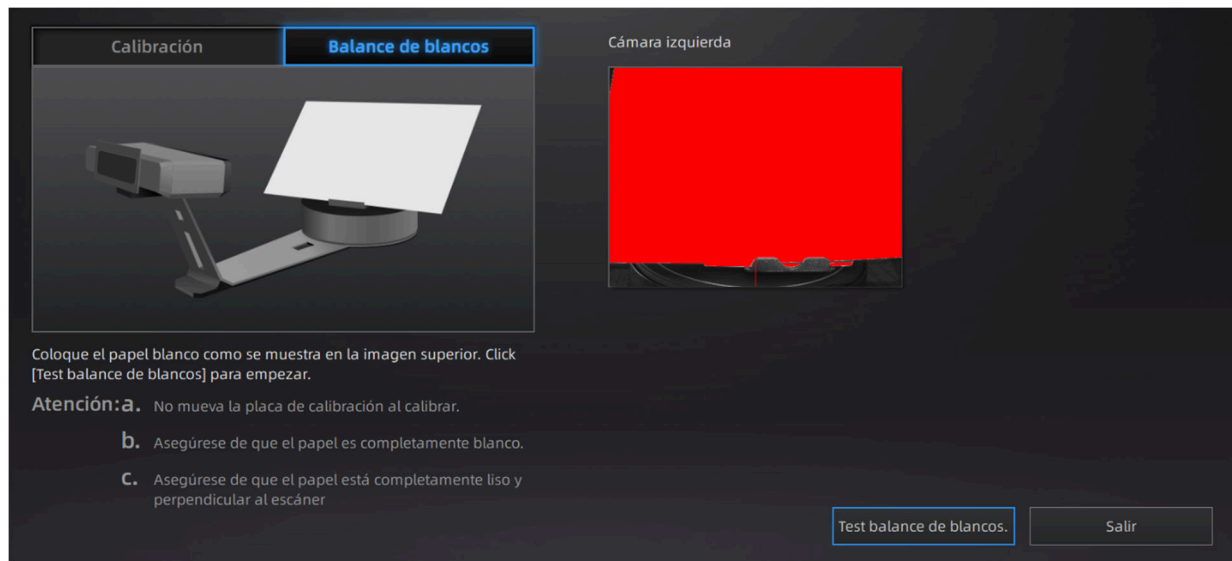 Calibración
Balance de blancos
Cámara izquierda
Coloque el papel blanco como se muestra en la imagen superior. Click
[Test balance de blancos] para empezar.
Atención:a. No mueva la placa de calibración al calibrar.
b. Asegúrese de que el papel es completamente blanco.
c. Asegúrese de que el papel está completamente liso y
perpendicular al escáner
Test balance de blancos.
Salir